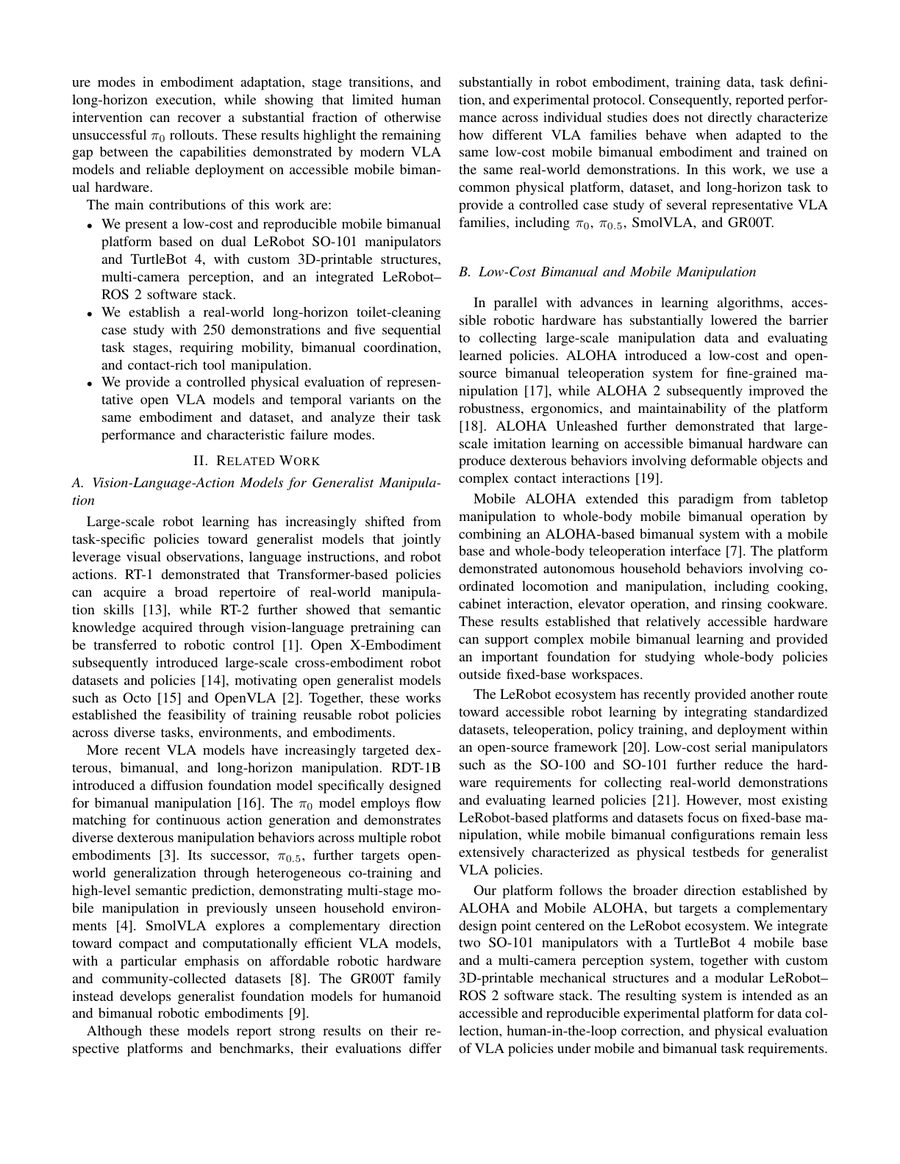 ure modes in embodiment adaptation, stage transitions, and
long-horizon execution, while showing that limited human
intervention can recover a substantial fraction of otherwise
unsuccessful π0 rollouts. These results highlight the remaining
gap between the capabilities demonstrated by modern VLA
models and reliable deployment on accessible mobile biman-
ual hardware.
The main contributions of this work are:
• We present a low-cost and reproducible mobile bimanual
platform based on dual LeRobot SO-101 manipulators
and TurtleBot 4, with custom 3D-printable structures,
multi-camera perception, and an integrated LeRobot–
ROS 2 software stack.
• We establish a real-world long-horizon toilet-cleaning
case study with 250 demonstrations and five sequential
task stages, requiring mobility, bimanual coordination,
and contact-rich tool manipulation.
• We provide a controlled physical evaluation of represen-
tative open VLA models and temporal variants on the
same embodiment and dataset, and analyze their task
performance and characteristic failure modes.
II. RELATED WORK
A. Vision-Language-Action Models for Generalist Manipula-
tion
Large-scale robot learning has increasingly shifted from
task-specific policies toward generalist models that jointly
leverage visual observations, language instructions, and robot
actions. RT-1 demonstrated that Transformer-based policies
can acquire a broad repertoire of real-world manipula-
tion skills [13], while RT-2 further showed that semantic
knowledge acquired through vision-language pretraining can
be transferred to robotic control [1]. Open X-Embodiment
subsequently introduced large-scale cross-embodiment robot
datasets and policies [14], motivating open generalist models
such as Octo [15] and OpenVLA [2]. Together, these works
established the feasibility of training reusable robot policies
across diverse tasks, environments, and embodiments.
More recent VLA models have increasingly targeted dex-
terous, bimanual, and long-horizon manipulation. RDT-1B
introduced a diffusion foundation model specifically designed
for bimanual manipulation [16]. The π0 model employs flow
matching for continuous action generation and demonstrates
diverse dexterous manipulation behaviors across multiple robot
embodiments [3]. Its successor, π0.5, further targets open-
world generalization through heterogeneous co-training and
high-level semantic prediction, demonstrating multi-stage mo-
bile manipulation in previously unseen household environ-
ments [4]. SmolVLA explores a complementary direction
toward compact and computationally efficient VLA models,
with a particular emphasis on affordable robotic hardware
and community-collected datasets [8]. The GR00T family
instead develops generalist foundation models for humanoid
and bimanual robotic embodiments [9].
Although these models report strong results on their re-
spective platforms and benchmarks, their evaluations differ
substantially in robot embodiment, training data, task defini-
tion, and experimental protocol. Consequently, reported perfor-
mance across individual studies does not directly characterize
how different VLA families behave when adapted to the
same low-cost mobile bimanual embodiment and trained on
the same real-world demonstrations. In this work, we use a
common physical platform, dataset, and long-horizon task to
provide a controlled case study of several representative VLA
families, including π0, π0.5, SmolVLA, and GR00T.
B. Low-Cost Bimanual and Mobile Manipulation
In parallel with advances in learning algorithms, acces-
sible robotic hardware has substantially lowered the barrier
to collecting large-scale manipulation data and evaluating
learned policies. ALOHA introduced a low-cost and open-
source bimanual teleoperation system for fine-grained ma-
nipulation [17], while ALOHA 2 subsequently improved the
robustness, ergonomics, and maintainability of the platform
[18]. ALOHA Unleashed further demonstrated that large-
scale imitation learning on accessible bimanual hardware can
produce dexterous behaviors involving deformable objects and
complex contact interactions [19].
Mobile ALOHA extended this paradigm from tabletop
manipulation to whole-body mobile bimanual operation by
combining an ALOHA-based bimanual system with a mobile
base and whole-body teleoperation interface [7]. The platform
demonstrated autonomous household behaviors involving co-
ordinated locomotion and manipulation, including cooking,
cabinet interaction, elevator operation, and rinsing cookware.
These results established that relatively accessible hardware
can support complex mobile bimanual learning and provided
an important foundation for studying whole-body policies
outside fixed-base workspaces.
The LeRobot ecosystem has recently provided another route
toward accessible robot learning by integrating standardized
datasets, teleoperation, policy training, and deployment within
an open-source framework [20]. Low-cost serial manipulators
such as the SO-100 and SO-101 further reduce the hard-
ware requirements for collecting real-world demonstrations
and evaluating learned policies [21]. However, most existing
LeRobot-based platforms and datasets focus on fixed-base ma-
nipulation, while mobile bimanual configurations remain less
extensively characterized as physical testbeds for generalist
VLA policies.
Our platform follows the broader direction established by
ALOHA and Mobile ALOHA, but targets a complementary
design point centered on the LeRobot ecosystem. We integrate
two SO-101 manipulators with a TurtleBot 4 mobile base
and a multi-camera perception system, together with custom
3D-printable mechanical structures and a modular LeRobot–
ROS 2 software stack. The resulting system is intended as an
accessible and reproducible experimental platform for data col-
lection, human-in-the-loop correction, and physical evaluation
of VLA policies under mobile and bimanual task requirements.